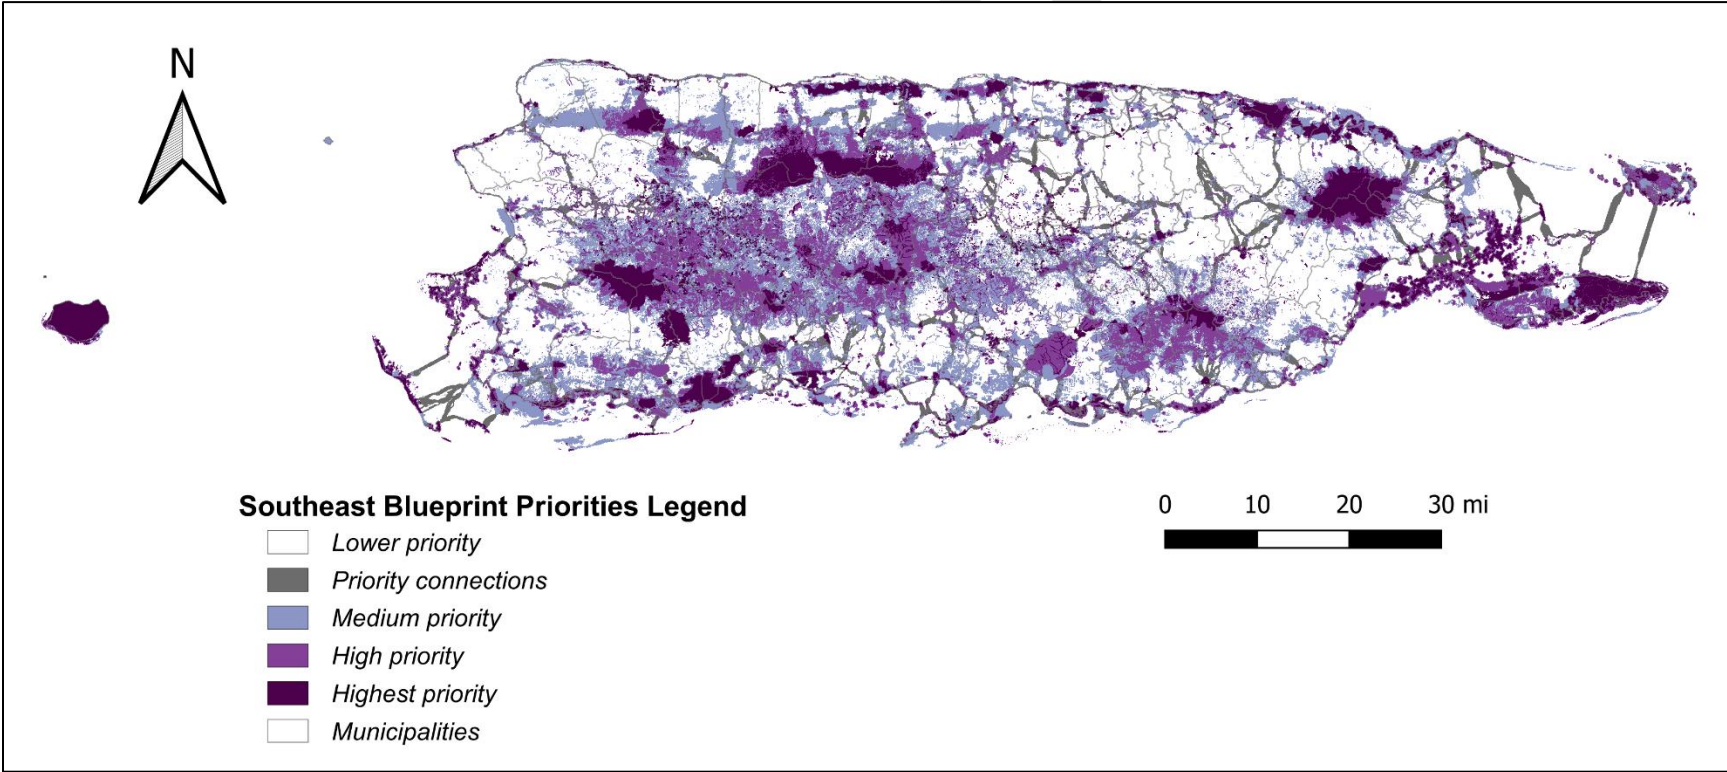 N
Southeast Blueprint Priorities Legend
Lower priority
Priority connections
Medium priority
High priority
Highest priority
Municipalities
0 10 20 30 mi